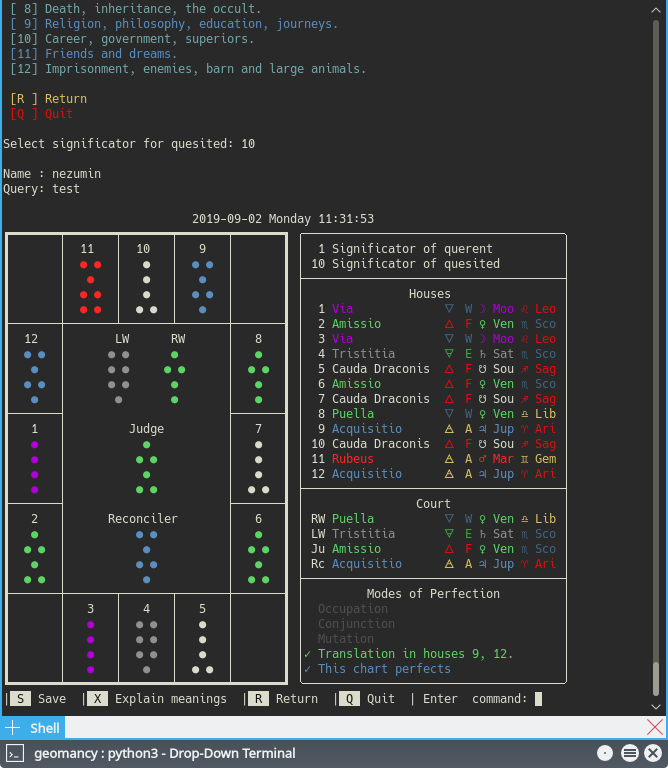 [ 8] Death, inheritance, the occult.
[ 9] Religion, philosophy, education, journeys.
[10] Career, government, superiors.
[11] Friends and dreams.
[12] Imprisonment, enemies, barn and large animals.
[R ] Return
[Q ] Quit
Select significator for quesited: 10
Name : nezumin
Query: test
2019-09-02 Monday 11:31:53
11 10 9
12 LW RW 8
1 Judge 7
2 Reconciler 6
3 4 5
1 Significator of querent
10 Significator of quesited
Houses
1 Via ▽ W ☽ Moo ♌ Leo
2 Amissio △ F ♀ Ven ♏ Sco
3 Via ▽ W ☽ Moo ♌ Leo
4 Tristitia 🜃 E ♄ Sat ♏ Sco
5 Cauda Draconis △ F ☋ Sou ♐ Sag
6 Amissio △ F ♀ Ven ♏ Sco
7 Cauda Draconis △ F ☋ Sou ♐ Sag
8 Puella ▽ W ♀ Ven ♎ Lib
9 Acquisitio 🜁 A ♃ Jup ♈ Ari
10 Cauda Draconis △ F ☋ Sou ♐ Sag
11 Rubeus 🜁 A ♂ Mar ♊ Gem
12 Acquisitio 🜁 A ♃ Jup ♈ Ari
Court
RW Puella ▽ W ♀ Ven ♎ Lib
LW Tristitia 🜃 E ♄ Sat ♏ Sco
Ju Amissio △ F ♀ Ven ♏ Sco
Rc Acquisitio 🜁 A ♃ Jup ♈ Ari
Modes of Perfection
Occupation
Conjunction
Mutation
✓ Translation in houses 9, 12.
✓ This chart perfects
| S Save | X Explain meanings | R Return | Q Quit | Enter command:
Shell
geomancy : python3 - Drop-Down Terminal